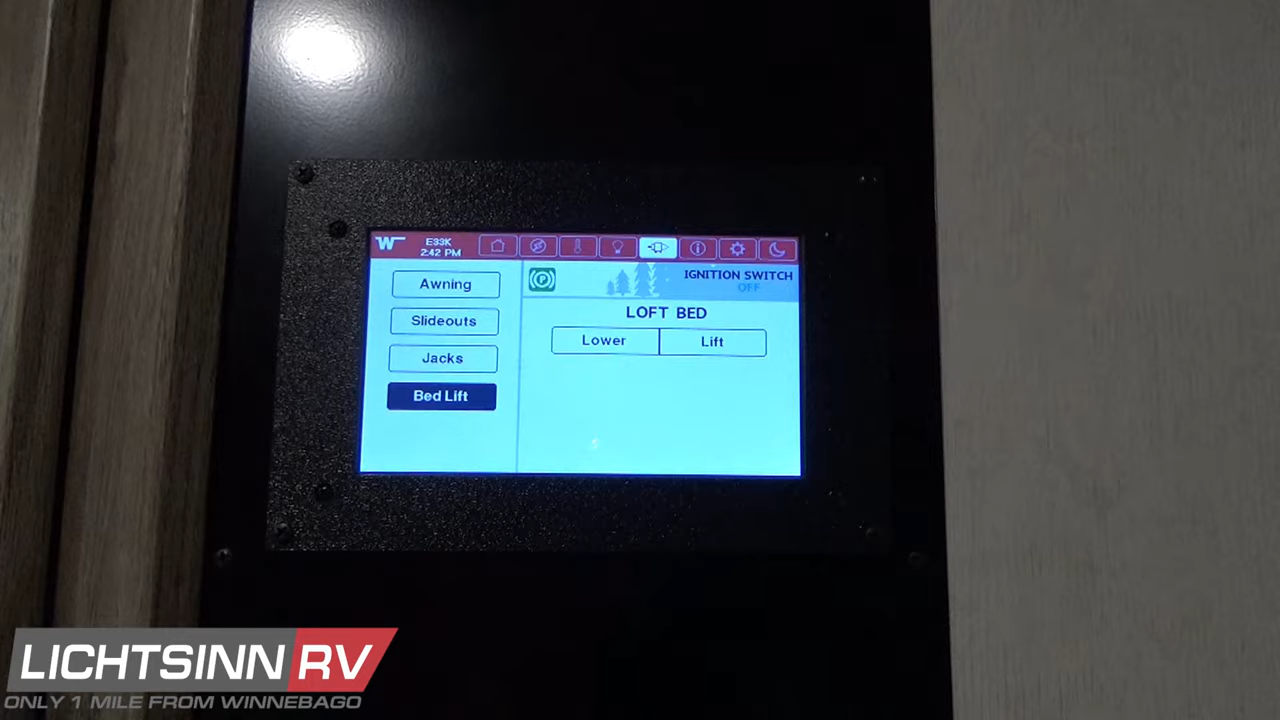 W
E33K
2:42 PM
Awning
Slideouts
Jacks
Bed Lift
P
IGNITION SWITCH
OFF
LOFT BED
Lower
Lift
LICHTSINN RV
ONLY 1 MILE FROM WINNEBAGO